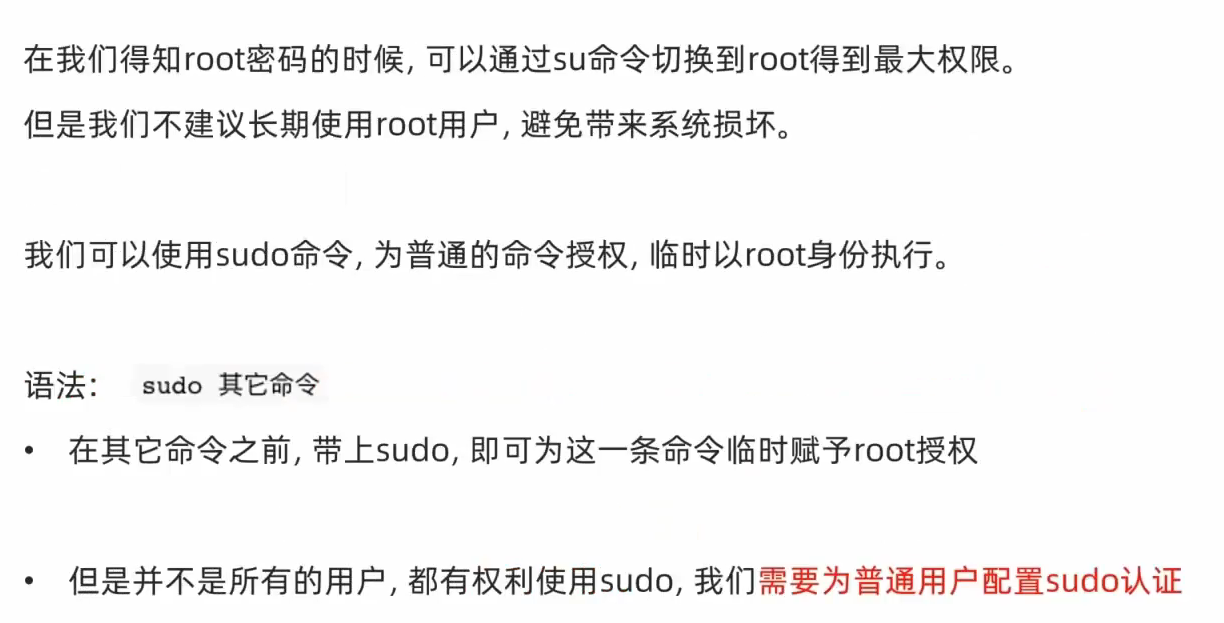 在我们得知root密码的时候, 可以通过su命令切换到root得到最大权限。
但是我们不建议长期使用root用户, 避免带来系统损坏。
我们可以使用sudo命令, 为普通的命令授权, 临时以root身份执行。
语法： sudo 其它命令
• 在其它命令之前, 带上sudo, 即可为这一条命令临时赋予root授权
• 但是并不是所有的用户, 都有权利使用sudo, 我们需要为普通用户配置sudo认证